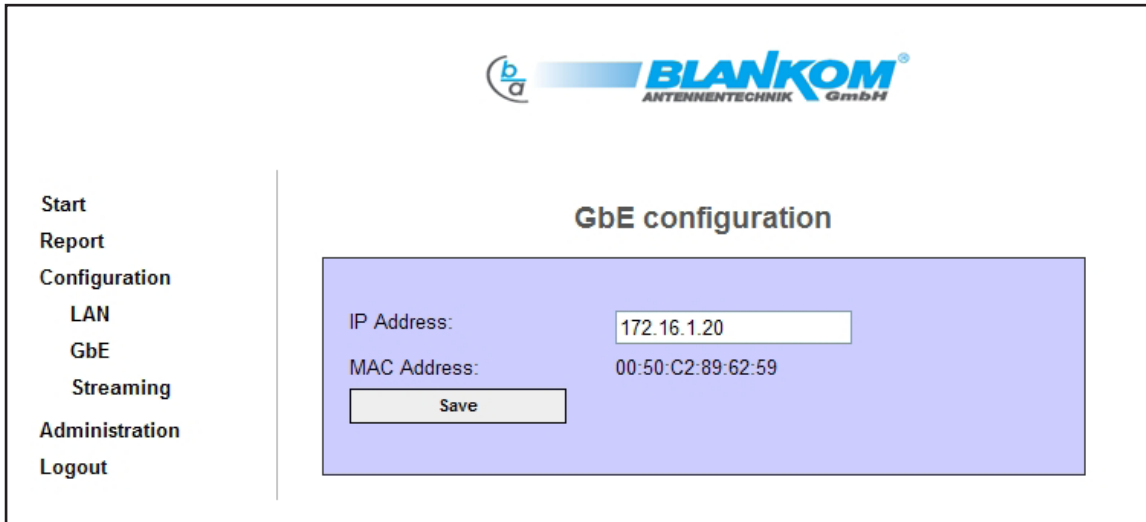 b
a
BLANKOM®
ANTENNENTECHNIK GmbH
Start
Report
Configuration
LAN
GbE
Streaming
Administration
Logout
GbE configuration
IP Address: 172.16.1.20
MAC Address: 00:50:C2:89:62:59
Save